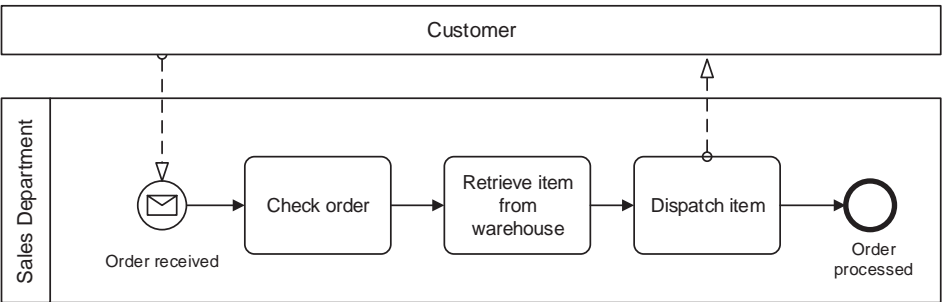 Customer
Sales Department
Order received
Check order
Retrieve item
from
warehouse
Dispatch item
Order
processed